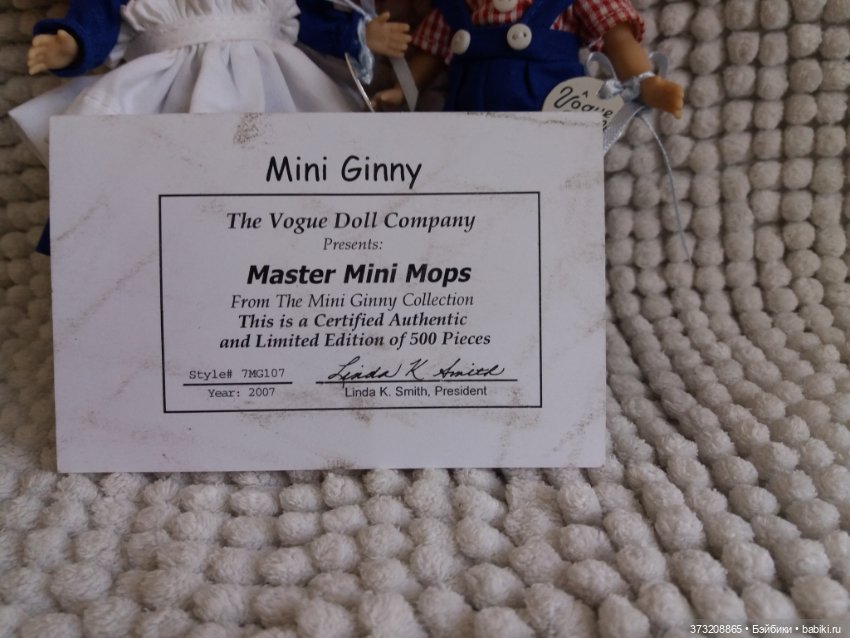 A
Vogue
Mini Ginny
The Vogue Doll Company
Presents:
Master Mini Mops
From The Mini Ginny Collection
This is a Certified Authentic
and Limited Edition of 500 Pieces
Style# 7MG107
Linda K Smith
Year: 2007
Linda K. Smith, President
373208865 • Бэйбики • babiki.ru